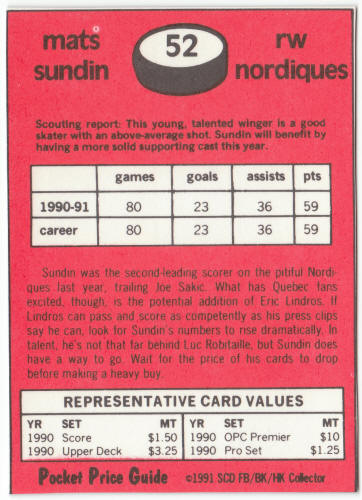 mats
sundin
52
rw
nordiques
Scouting report: This young, talented winger is a good
skater with an above-average shot. Sundin will benefit by
having a more solid supporting cast this year.
games goals assists pts
1990-91 80 23 36 59
career 80 23 36 59
Sundin was the second-leading scorer on the pitiful Nordi-
ques last year, trailing Joe Sakic. What has Quebec fans
excited, though, is the potential addition of Eric Lindros. If
Lindros can pass and score as competently as his press clips
say he can, look for Sundin's numbers to rise dramatically. In
talent, he's not that far behind Luc Robitaille, but Sundin does
have a way to go. Wait for the price of his cards to drop
before making a heavy buy.
REPRESENTATIVE CARD VALUES
YR SET MT YR SET MT
1990 Score $1.50 1990 OPC Premier $10
1990 Upper Deck $3.25 1990 Pro Set $1.25
Pocket Price Guide ©1991 SCD FB/BK/HK Collector